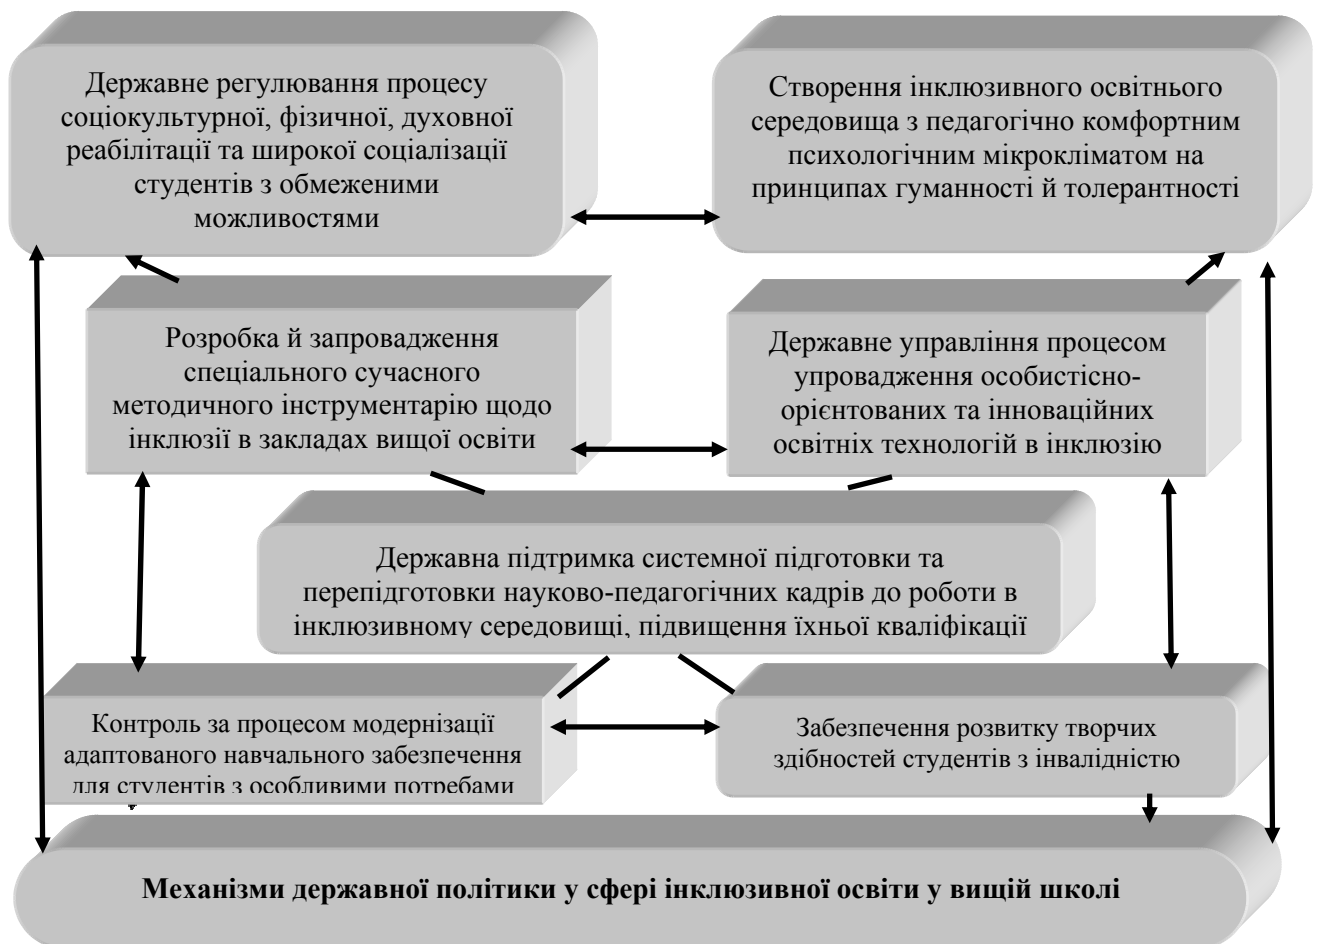 Державне регулювання процесу
соціокультурної, фізичної, духовної
реабілітації та широкої соціалізації
студентів з обмеженими
можливостями
Створення інклюзивного освітнього
середовища з педагогічно комфортним
психологічним мікрокліматом на
принципах гуманності й толерантності
Розробка й запровадження
спеціального сучасного
методичного інструментарію щодо
інклюзії в закладах вищої освіти
Державне управління процесом
упровадження особистісно-
орієнтованих та інноваційних
освітніх технологій в інклюзію
Державна підтримка системної підготовки та
перепідготовки науково-педагогічних кадрів до роботи в
інклюзивному середовищі, підвищення їхньої кваліфікації
Контроль за процесом модернізації
адаптованого навчального забезпечення
для студентів з особливими потребами
Забезпечення розвитку творчих
здібностей студентів з інвалідністю
Механізми державної політики у сфері інклюзивної освіти у вищій школі